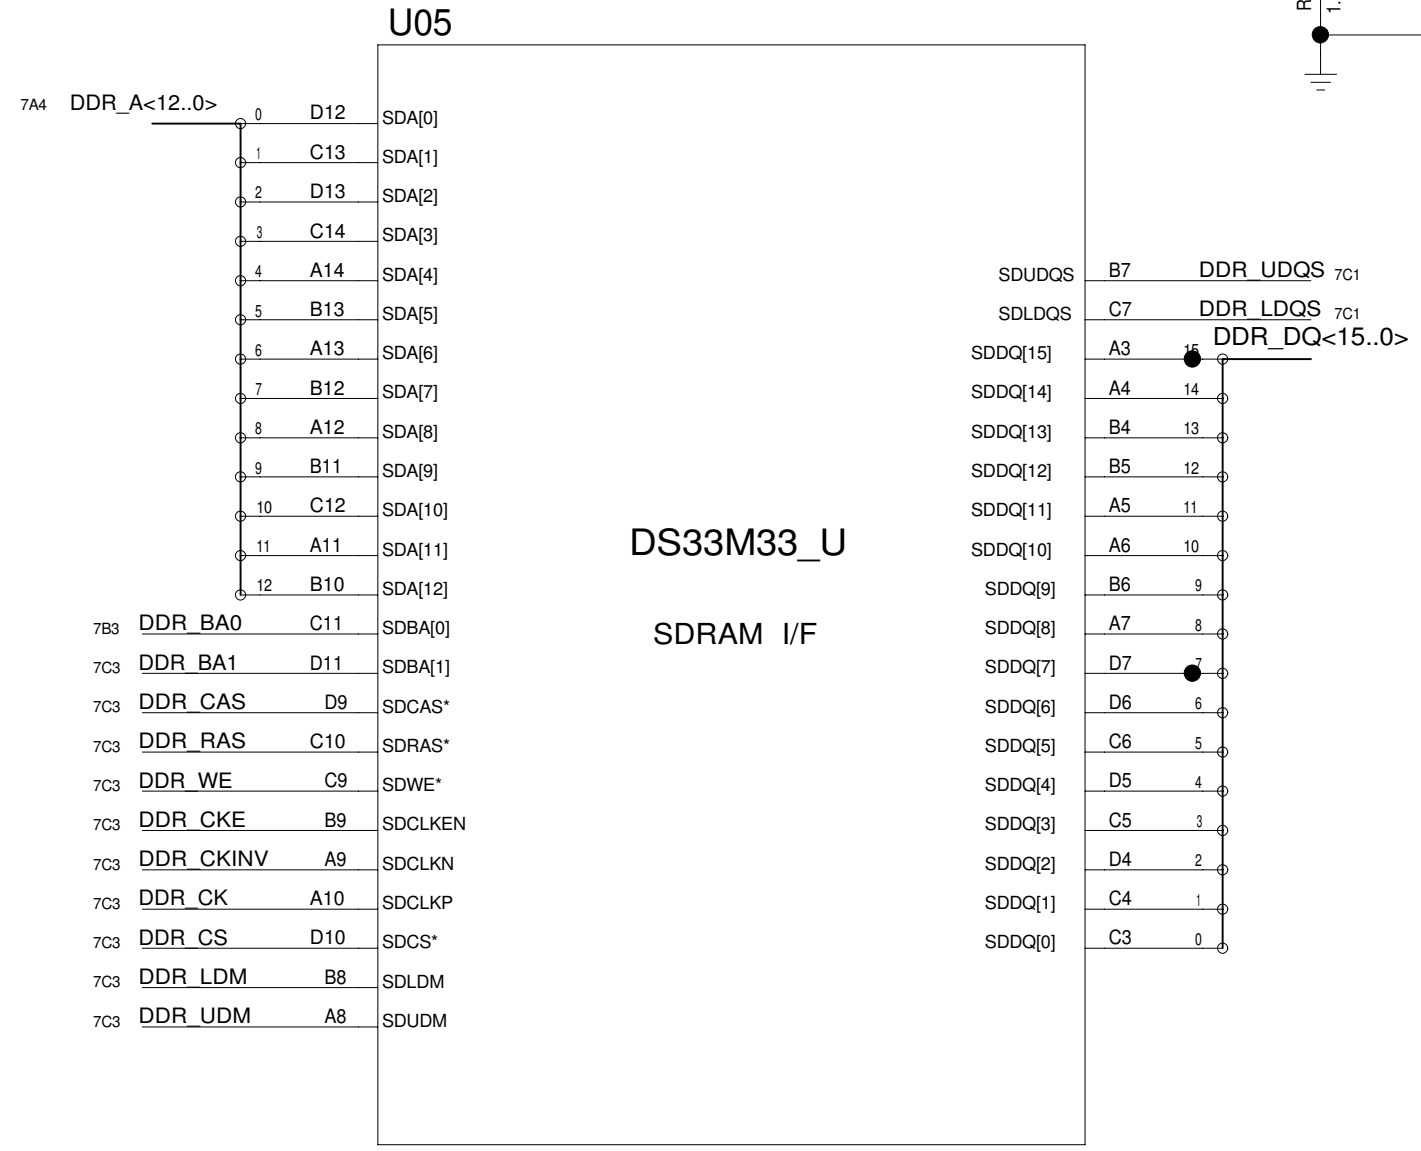 U05
R
1.
7A4 DDR_A<12..0>
0 D12 SDA[0]
1 C13 SDA[1]
2 D13 SDA[2]
3 C14 SDA[3]
4 A14 SDA[4]
5 B13 SDA[5]
6 A13 SDA[6]
7 B12 SDA[7]
8 A12 SDA[8]
9 B11 SDA[9]
10 C12 SDA[10]
11 A11 SDA[11]
12 B10 SDA[12]
7B3 DDR_BA0 C11 SDBA[0]
7C3 DDR_BA1 D11 SDBA[1]
7C3 DDR_CAS D9 SDCAS*
7C3 DDR_RAS C10 SDRAS*
7C3 DDR_WE C9 SDWE*
7C3 DDR_CKE B9 SDCLKEN
7C3 DDR_CKINV A9 SDCLKN
7C3 DDR_CK A10 SDCLKP
7C3 DDR_CS D10 SDCS*
7C3 DDR_LDM B8 SDLDM
7C3 DDR_UDM A8 SDUDM
DS33M33_U
SDRAM I/F
SDUDQS B7 DDR_UDQS 7C1
SDLDQS C7 DDR_LDQS 7C1
DDR_DQ<15..0>
SDDQ[15] A3 15
SDDQ[14] A4 14
SDDQ[13] B4 13
SDDQ[12] B5 12
SDDQ[11] A5 11
SDDQ[10] A6 10
SDDQ[9] B6 9
SDDQ[8] A7 8
SDDQ[7] D7 7
SDDQ[6] D6 6
SDDQ[5] C6 5
SDDQ[4] D5 4
SDDQ[3] C5 3
SDDQ[2] D4 2
SDDQ[1] C4 1
SDDQ[0] C3 0